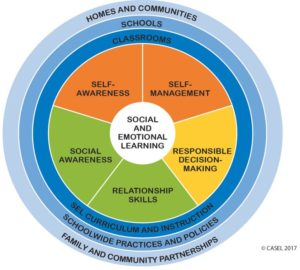 HOMES AND COMMUNITIES
SCHOOLS
CLASSROOMS
SELF-
AWARENESS
SELF-
MANAGEMENT
SOCIAL
AND
EMOTIONAL
LEARNING
SOCIAL
AWARENESS
RESPONSIBLE
DECISION-
MAKING
RELATIONSHIP
SKILLS
SEL CURRICULUM AND INSTRUCTION
SCHOOLWIDE PRACTICES AND POLICIES
FAMILY AND COMMUNITY PARTNERSHIPS
© CASEL 2017